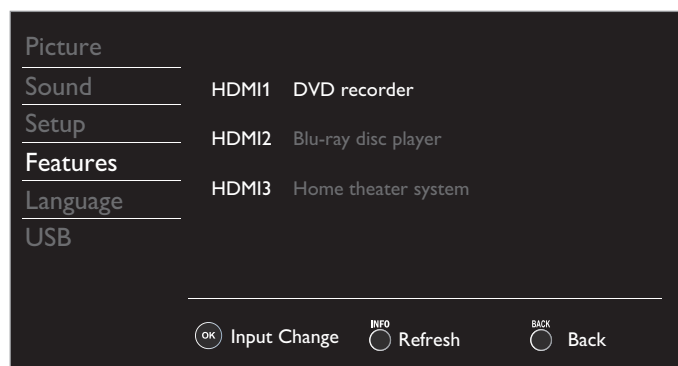 Picture
Sound
Setup
Features
Language
USB
HDMI1 DVD recorder
HDMI2 Blu-ray disc player
HDMI3 Home theater system
OK Input Change INFO Refresh BACK Back